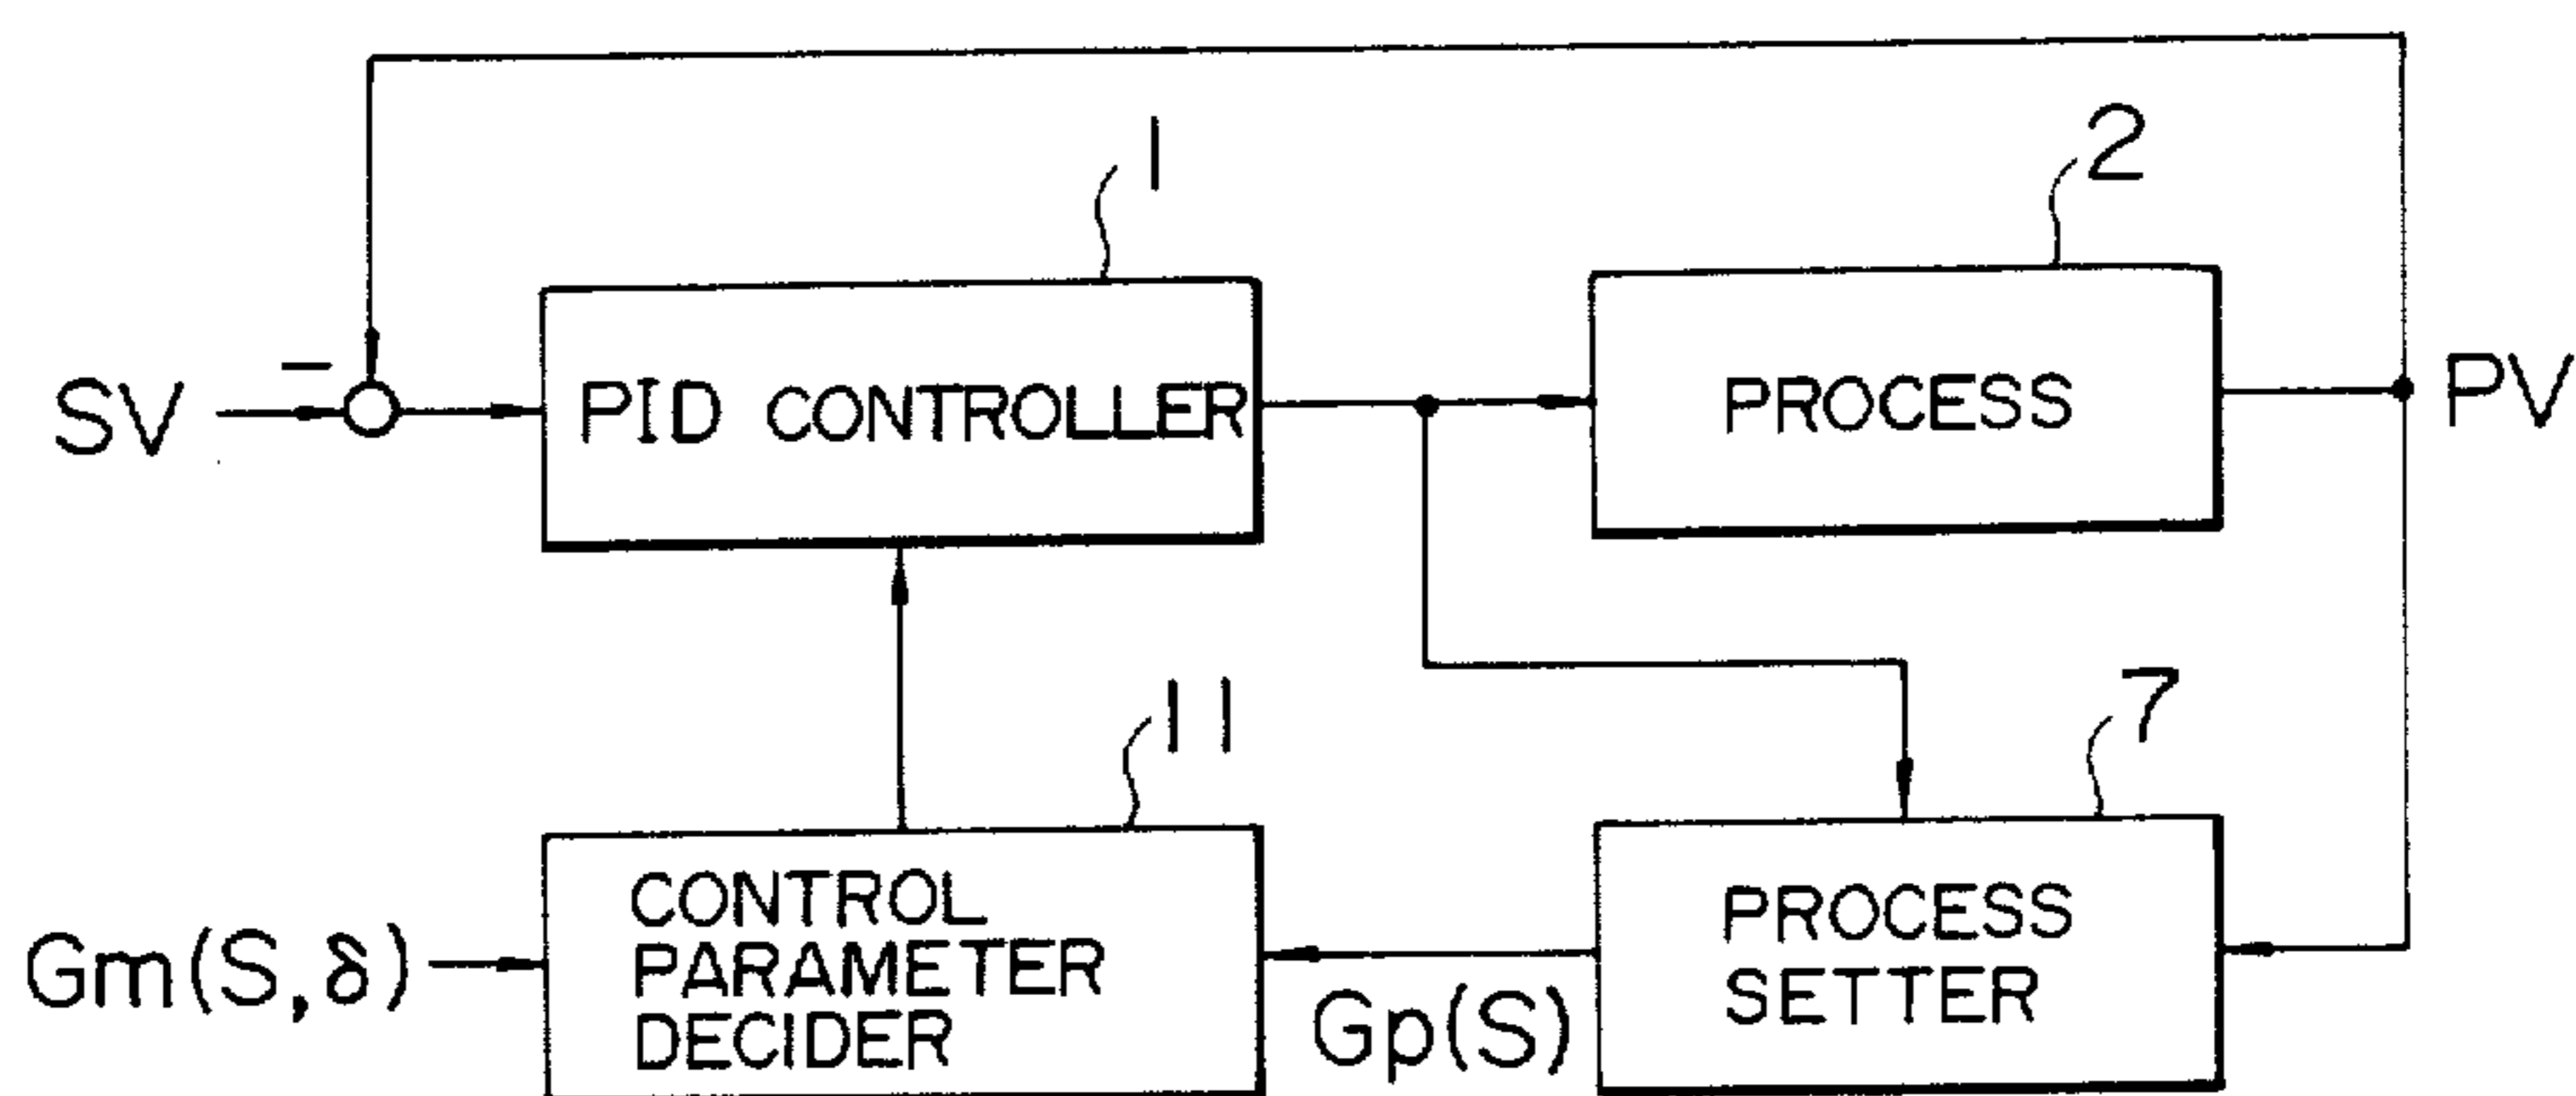 1
2
SV
−
PID CONTROLLER
PROCESS
PV
11
7
Gm(S,δ)
CONTROL
PARAMETER
DECIDER
Gp(S)
PROCESS
SETTER